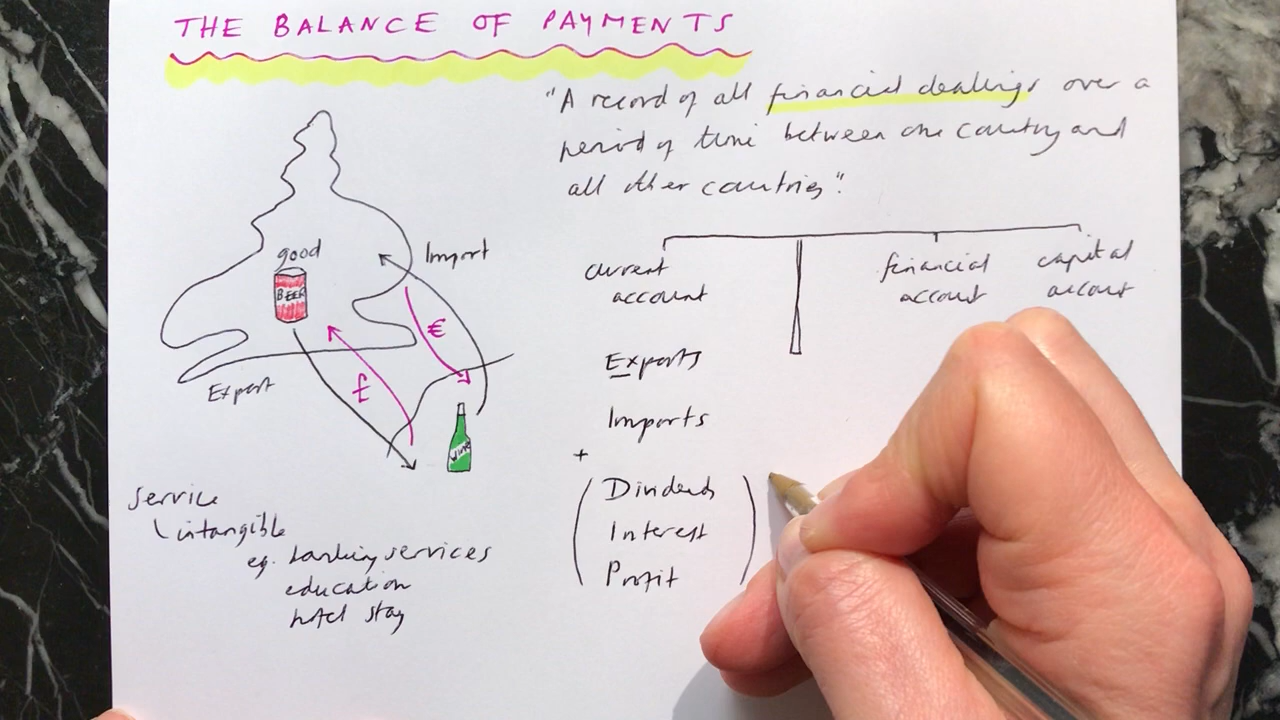 THE BALANCE OF PAYMENTS
"A record of all financial dealings over a
period of time between one country and
all other countries".
good
BEER
Import
€
£
Export
WINE
service
intangible
eg. banking services
education
hotel stay
current
account
financial
account
capital
account
Exports
Imports
+
(Dividends
Interest
Profit)